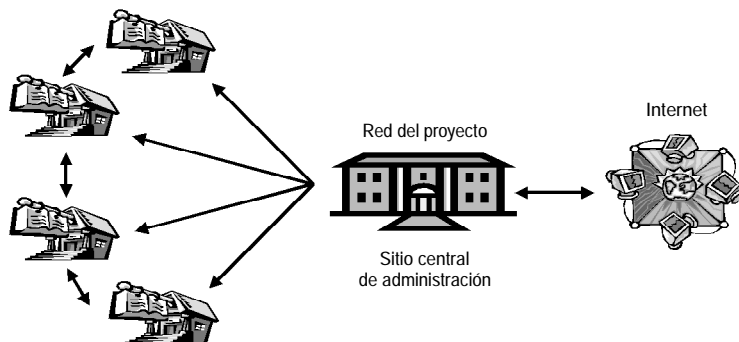 Internet
Red del proyecto
Sitio central
de administración